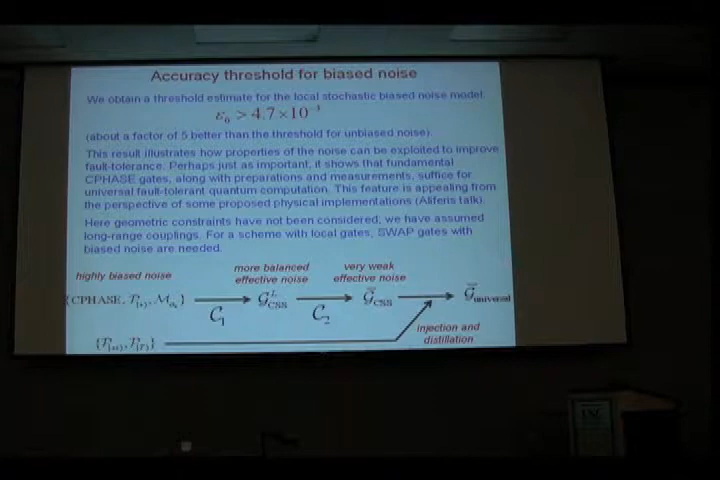 Accuracy threshold for biased noise
We obtain a threshold estimate for the local stochastic biased noise model:
ε₀ > 4.7 × 10⁻³
(about a factor of 5 better than the threshold for unbiased noise).
This result illustrates how properties of the noise can be exploited to improve
fault-tolerance. Perhaps just as important, it shows that fundamental
CPHASE gates, along with preparations and measurements, suffice for
universal fault-tolerant quantum computation. This feature is appealing from
the perspective of some proposed physical implementations (Aliferis talk).
Here geometric constraints have not been considered; we have assumed
long-range couplings. For a scheme with local gates, SWAP gates with
biased noise are needed.
highly biased noise
more balanced
effective noise
very weak
effective noise
{CPHASE, 𝒫|+⟩, ℳσₓ}
𝒞₁
𝒢ᴸCSS
𝒞₂
𝒢̃CSS
𝒢̃universal
injection and
distillation